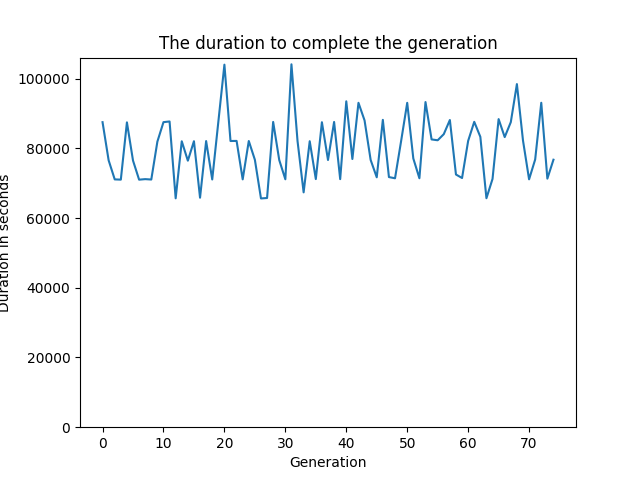 The duration to complete the generation
100000
80000
60000
40000
20000
0
Duration in seconds
0 10 20 30 40 50 60 70
Generation